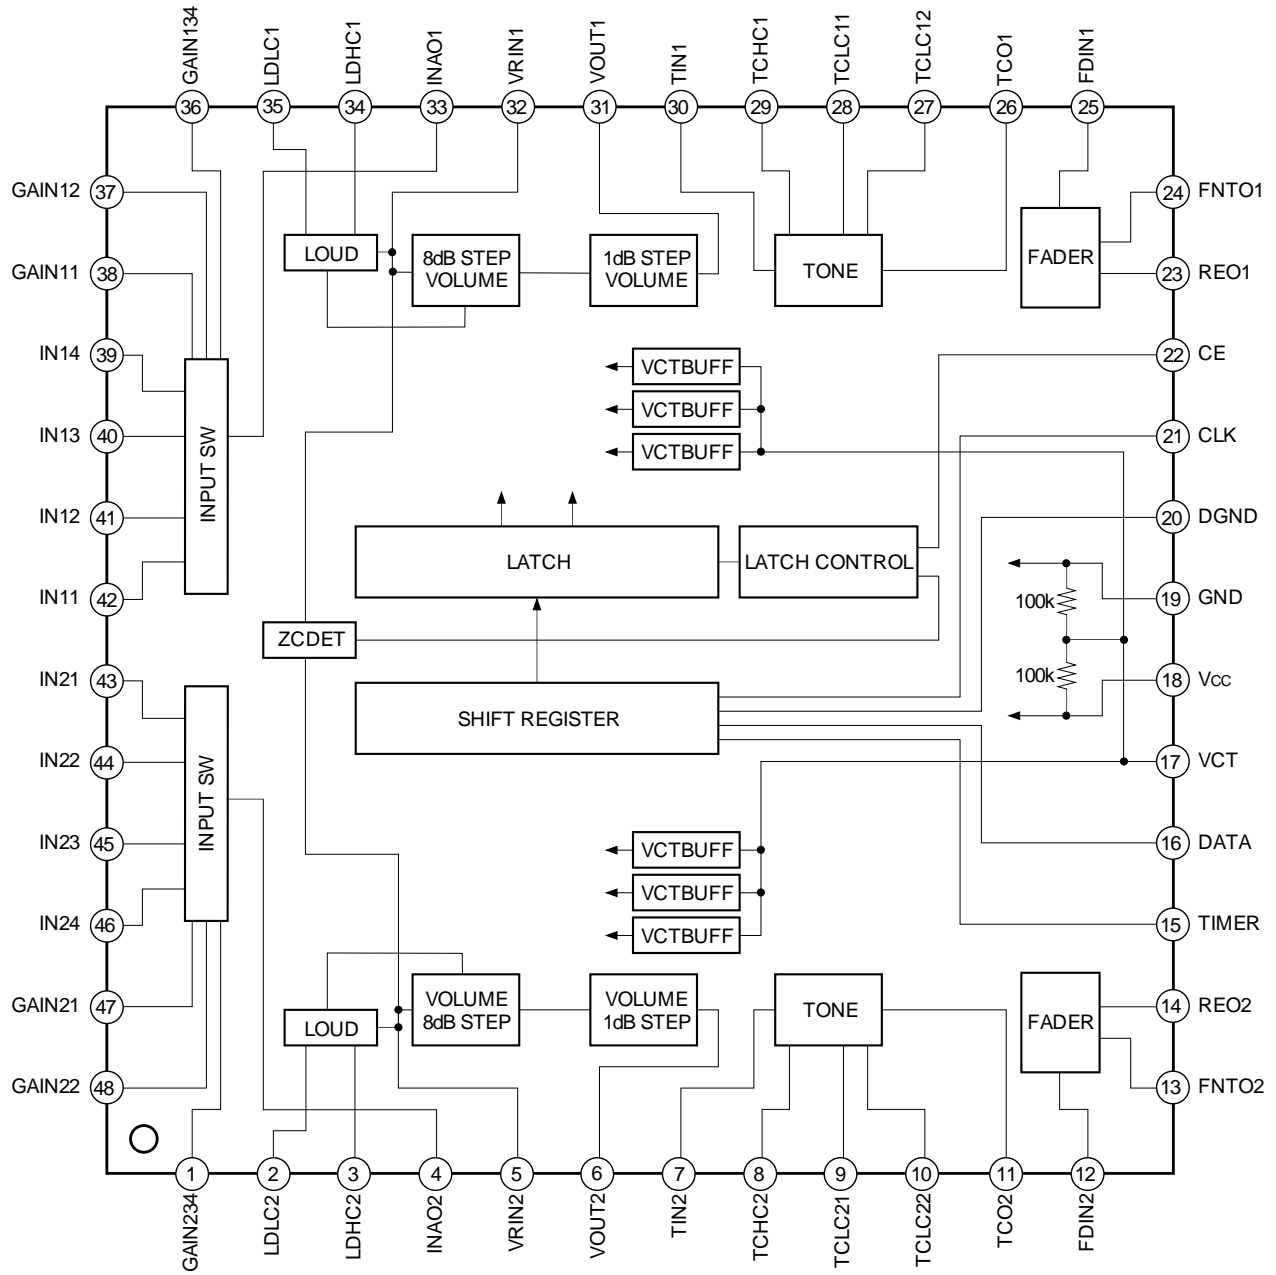 GAIN134
LDLC1
LDHC1
INAO1
VRIN1
VOUT1
TIN1
TCHC1
TCLC11
TCLC12
TCO1
FDIN1
36
35
34
33
32
31
30
29
28
27
26
25
GAIN12
37
24
FNTO1
LOUD
8dB STEP
VOLUME
1dB STEP
VOLUME
TONE
FADER
GAIN11
38
23
REO1
IN14
39
22
CE
VCTBUFF
VCTBUFF
VCTBUFF
IN13
40
21
CLK
INPUT SW
IN12
41
20
DGND
LATCH
LATCH CONTROL
IN11
42
100k
19
GND
ZCDET
IN21
43
100k
18
VCC
SHIFT REGISTER
IN22
44
17
VCT
INPUT SW
IN23
45
16
DATA
VCTBUFF
VCTBUFF
VCTBUFF
IN24
46
15
TIMER
GAIN21
47
14
REO2
LOUD
VOLUME
8dB STEP
VOLUME
1dB STEP
TONE
FADER
GAIN22
48
13
FNTO2
1
2
3
4
5
6
7
8
9
10
11
12
GAIN234
LDLC2
LDHC2
INAO2
VRIN2
VOUT2
TIN2
TCHC2
TCLC21
TCLC22
TCO2
FDIN2